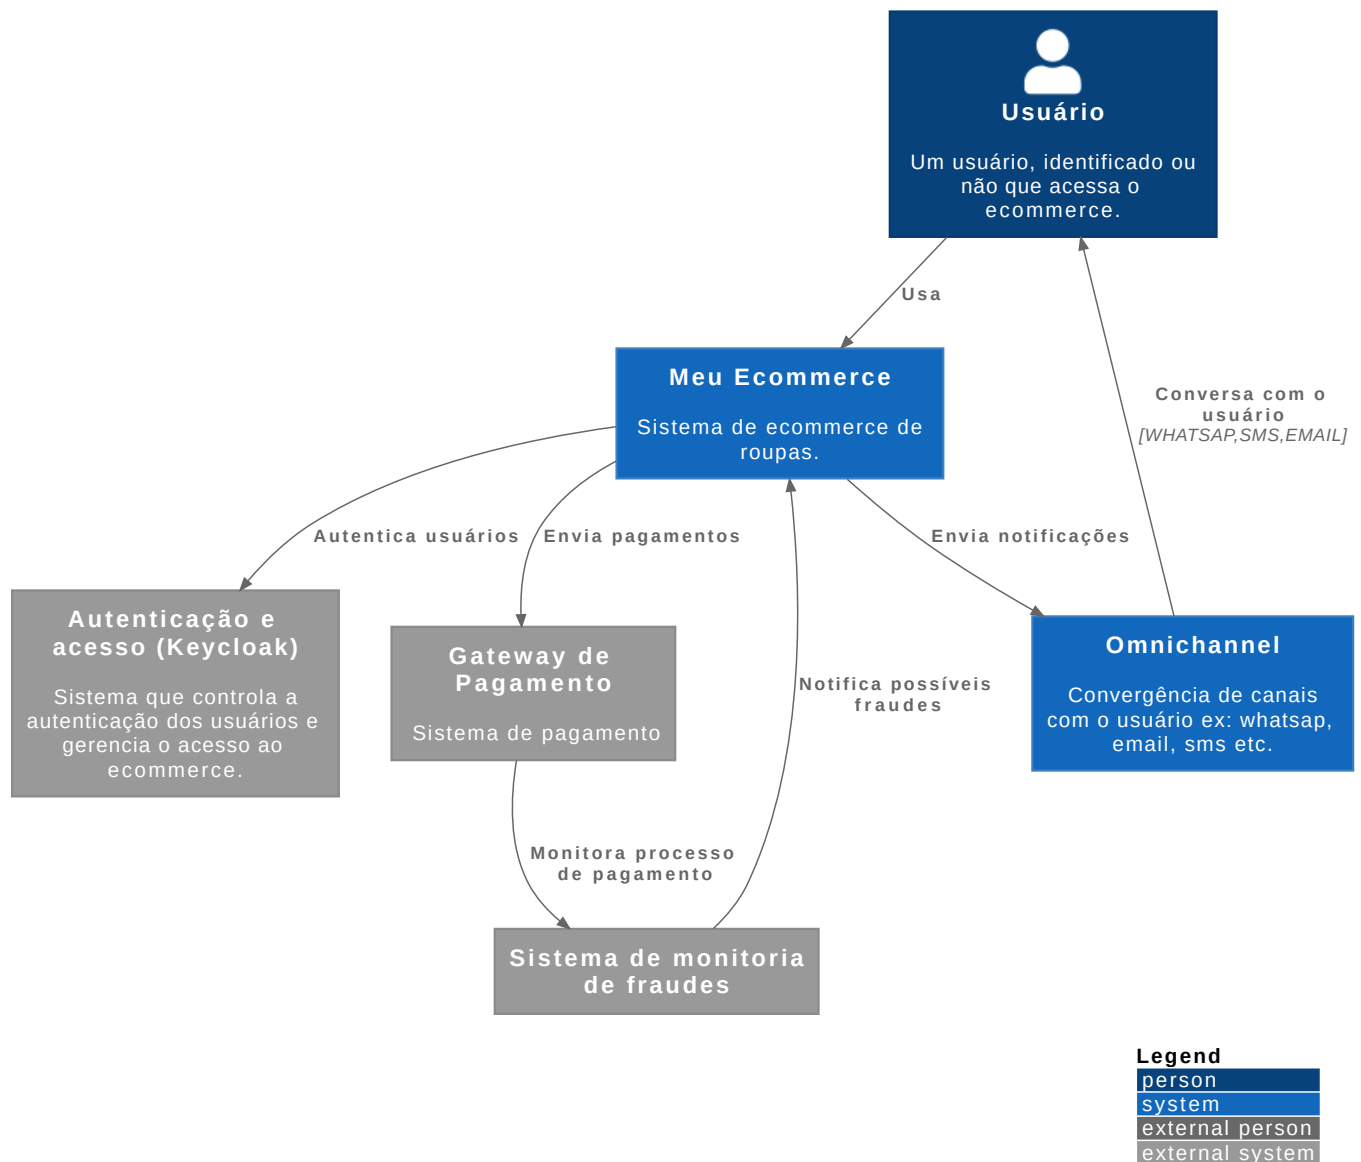 Usuário
Um usuário, identificado ou
não que acessa o
ecommerce.
Usa
Meu Ecommerce
Sistema de ecommerce de
roupas.
Conversa com o
usuário
[WHATSAP,SMS,EMAIL]
Autentica usuários
Envia pagamentos
Envia notificações
Autenticação e
acesso (Keycloak)
Sistema que controla a
autenticação dos usuários e
gerencia o acesso ao
ecommerce.
Gateway de
Pagamento
Sistema de pagamento
Notifica possíveis
fraudes
Omnichannel
Convergência de canais
com o usuário ex: whatsap,
email, sms etc.
Monitora processo
de pagamento
Sistema de monitoria
de fraudes
Legend
person
system
external person
external system